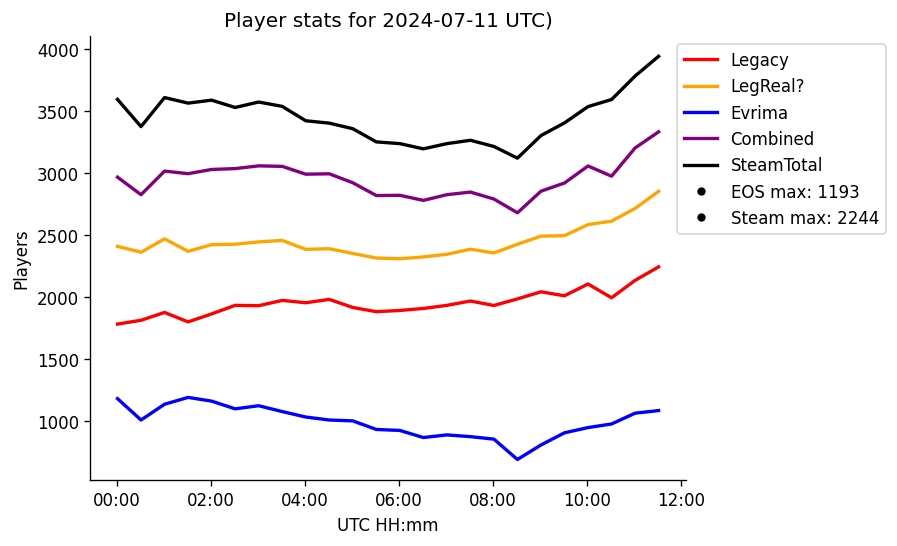 Player stats for 2024-07-11 UTC)
4000
3500
3000
2500
2000
1500
1000
Players
00:00 02:00 04:00 06:00 08:00 10:00 12:00
UTC HH:mm
Legacy
LegReal?
Evrima
Combined
SteamTotal
EOS max: 1193
Steam max: 2244